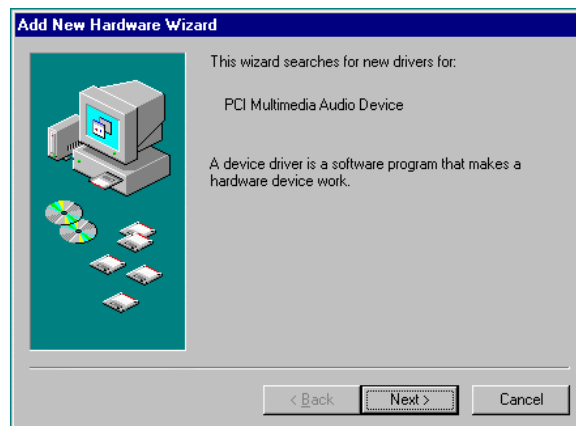 Add New Hardware Wizard
This wizard searches for new drivers for:
PCI Multimedia Audio Device
A device driver is a software program that makes a
hardware device work.
< Back
Next >
Cancel